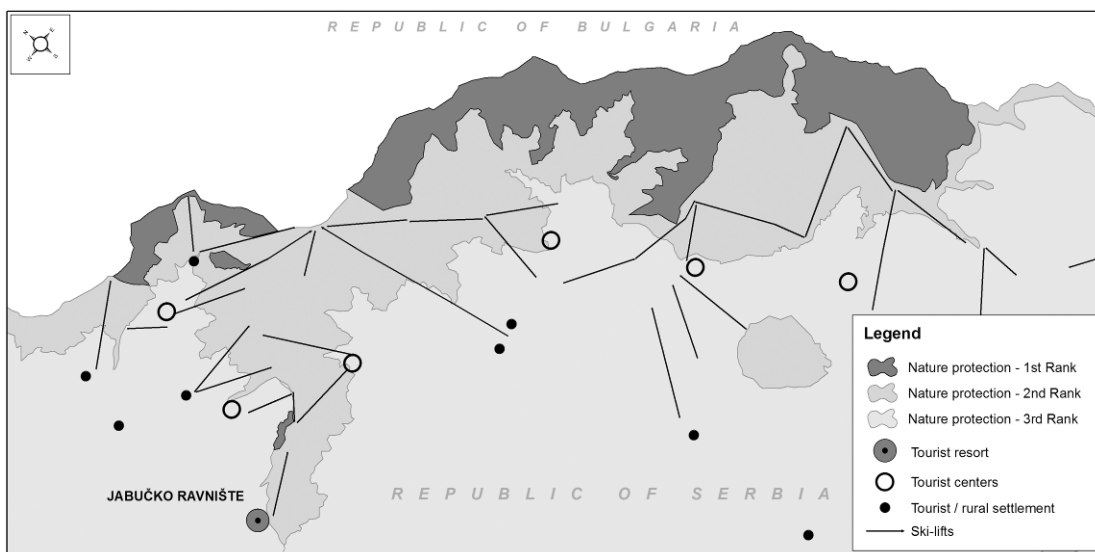 REPUBLIC OF BULGARIA
N
E
W
S
Legend
Nature protection - 1st Rank
Nature protection - 2nd Rank
Nature protection - 3rd Rank
Tourist resort
Tourist centers
Tourist / rural settlement
Ski-lifts
JABUČKO RAVNIŠTE
REPUBLIC OF SERBIA